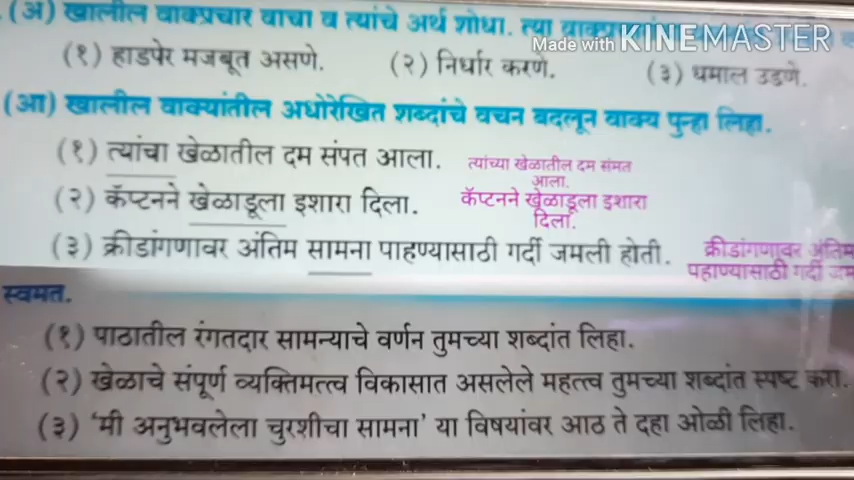 (अ) खालील वाक्प्रचार वाचा व त्यांचे अर्थ शोधा. त्या
Made with KINEMASTER
(१) हाडपेर मजबूत असणे. (२) निर्धार करणे. (३) धमाल उडणे.
(आ) खालील वाक्यांतील अधोरेखित शब्दांचे वचन बदलून वाक्य पुन्हा लिहा.
(१) त्यांचा खेळातील दम संपत आला. त्यांच्या खेळातील दम संमत
आला.
(२) कॅप्टनने खेळाडूला इशारा दिला. कॅप्टनने खेळाडूला इशारा
दिला.
(३) क्रीडांगणावर अंतिम सामना पाहण्यासाठी गर्दी जमली होती. क्रीडांगणावर अंतिम
पहाण्यासाठी गर्दी जम
स्वमत.
(१) पाठातील रंगतदार सामन्याचे वर्णन तुमच्या शब्दांत लिहा.
(२) खेळाचे संपूर्ण व्यक्तिमत्त्व विकासात असलेले महत्त्व तुमच्या शब्दांत स्पष्ट करा.
(३) ‘मी अनुभवलेला चुरशीचा सामना’ या विषयांवर आठ ते दहा ओळी लिहा.